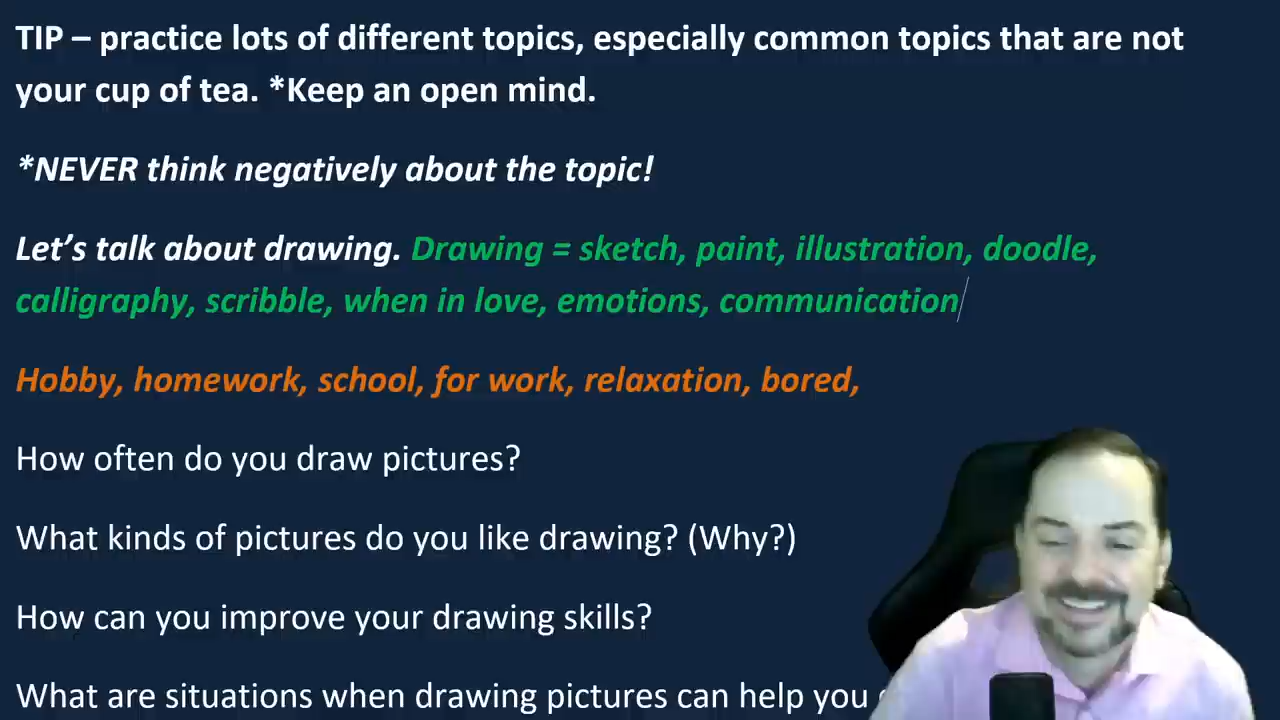 TIP – practice lots of different topics, especially common topics that are not
your cup of tea. *Keep an open mind.
*NEVER think negatively about the topic!
Let’s talk about drawing. Drawing = sketch, paint, illustration, doodle,
calligraphy, scribble, when in love, emotions, communication
Hobby, homework, school, for work, relaxation, bored,
How often do you draw pictures?
What kinds of pictures do you like drawing? (Why?)
How can you improve your drawing skills?
What are situations when drawing pictures can help you